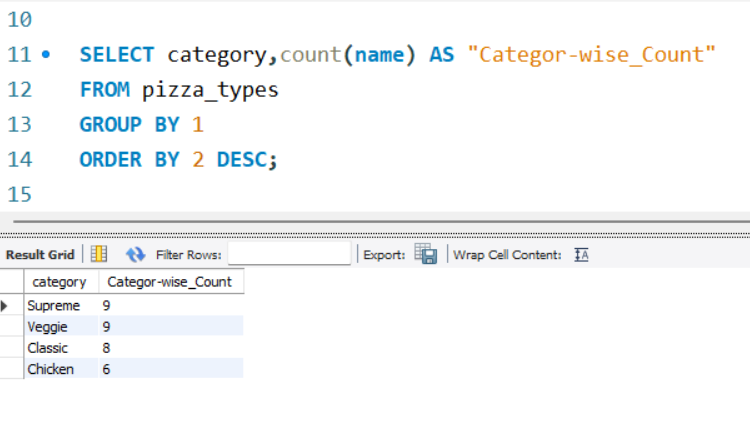 10
11 SELECT category,count(name) AS "Categor-wise_Count"
12 FROM pizza_types
13 GROUP BY 1
14 ORDER BY 2 DESC;
15
Result Grid Filter Rows: Export: Wrap Cell Content: IA
category Categor-wise_Count
Supreme 9
Veggie 9
Classic 8
Chicken 6